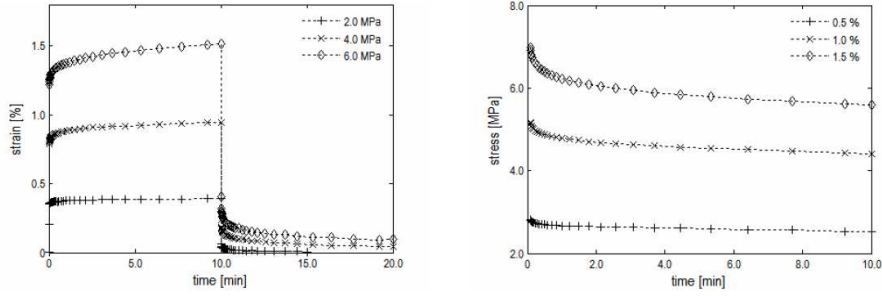 2.0 MPa
4.0 MPa
6.0 MPa
1.5
1.0
0.5
0
strain [%]
0 5.0 10.0 15.0 20.0
time [min]
0.5 %
1.0 %
1.5 %
8.0
6.0
4.0
2.0
stress [MPa]
0 2.0 4.0 6.0 8.0 10.0
time [min]